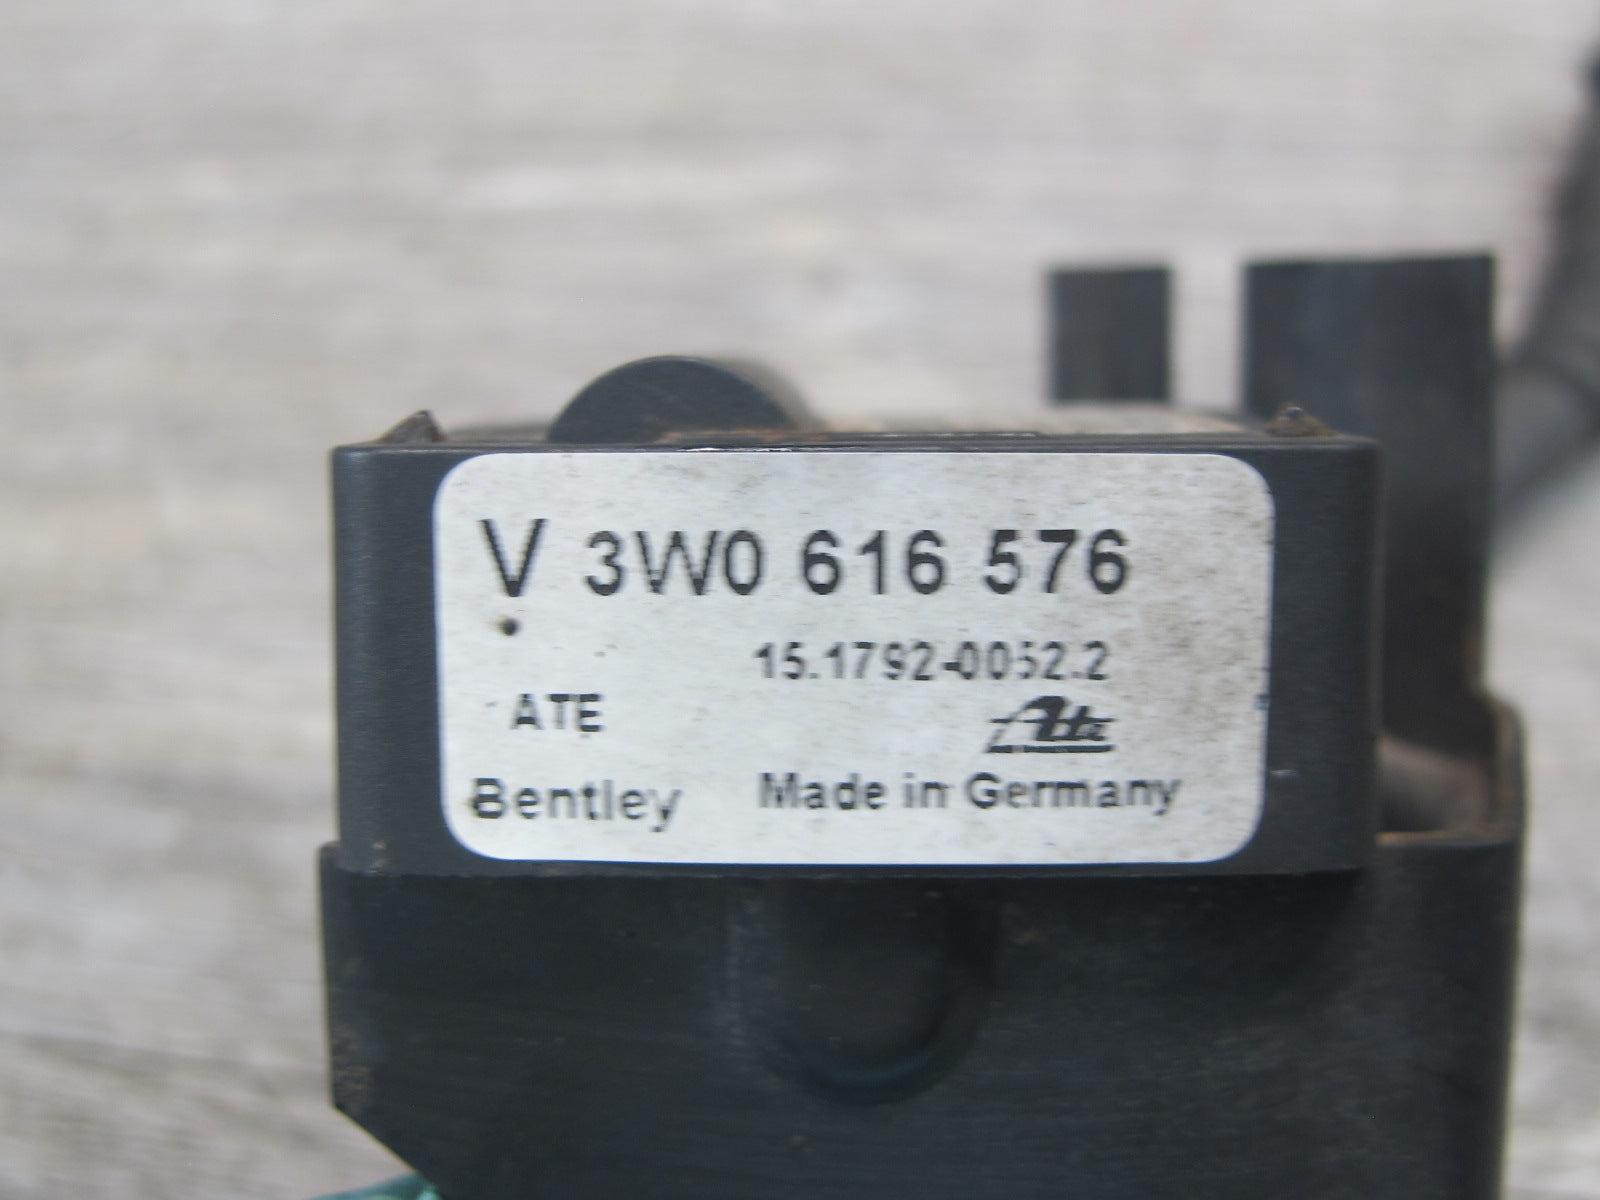 V 3W0 616 576
15.1792-0052.2
ATE
Ate
Bentley
Made in Germany